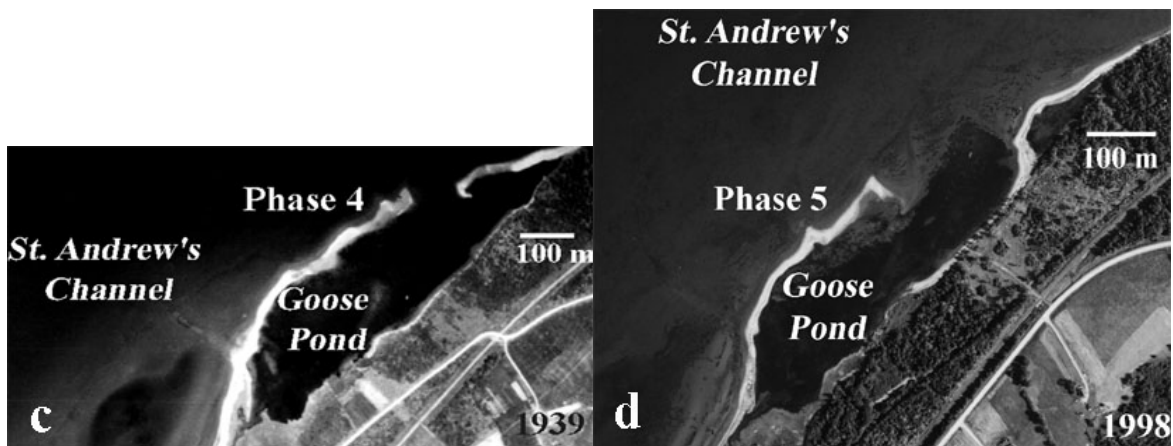 Phase 4
St. Andrew's
Channel
100 m
Goose
Pond
c
1939
St. Andrew's
Channel
100 m
Phase 5
Goose
Pond
d
1998